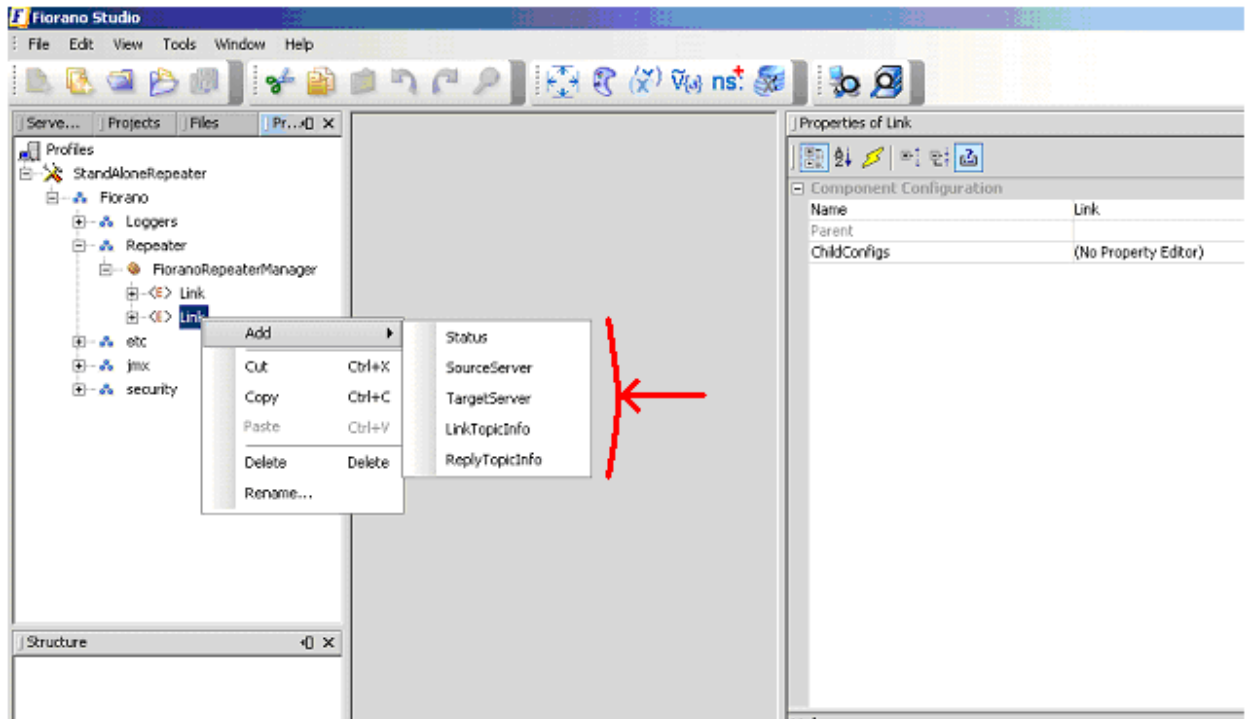 Fiorano Studio
File Edit View Tools Window Help
ns:
Serve... Projects Files Pr...
Profiles
StandAloneRepeater
Fiorano
Loggers
Repeater
FioranoRepeaterManager
<E> Link
<E> Link
etc
jmx
security
Add
Cut Ctrl+X
Copy Ctrl+C
Paste Ctrl+V
Delete Delete
Rename...
Status
SourceServer
TargetServer
LinkTopicInfo
ReplyTopicInfo
Structure
Properties of Link
Component Configuration
Name Link
Parent
ChildConfigs (No Property Editor)